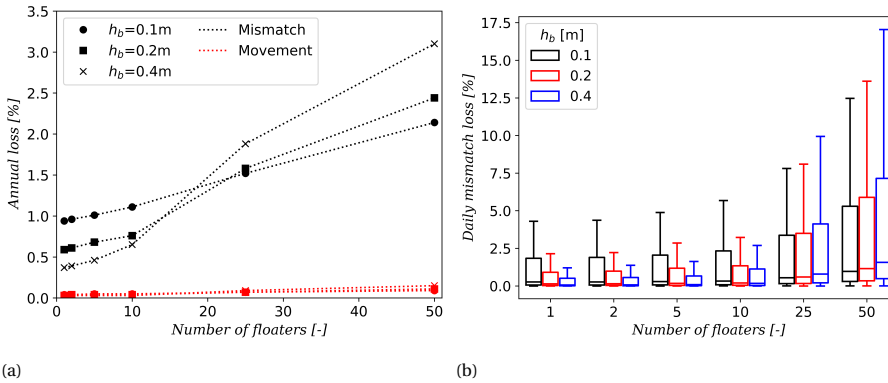 3.5
3.0
2.5
2.0
1.5
1.0
0.5
0.0
Annual loss [%]
h_b=0.1m
h_b=0.2m
h_b=0.4m
Mismatch
Movement
0 10 20 30 40 50
Number of floaters [-]
(a)
17.5
15.0
12.5
10.0
7.5
5.0
2.5
0.0
Daily mismatch loss [%]
h_b [m]
0.1
0.2
0.4
1 2 5 10 25 50
Number of floaters [-]
(b)